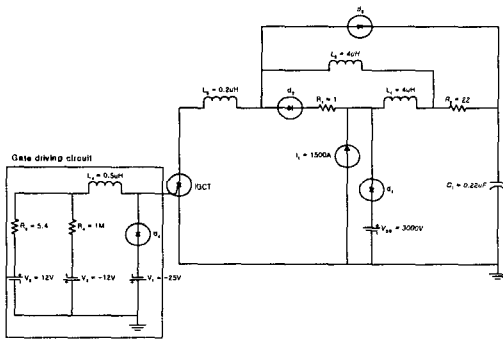 d₃
L₂ = 4uH
L₃ = 0.2uH
d₂
R₁ = 1
L₁ = 4uH
R₂ = 22
Gate driving circuit
L₄ = 0.5uH
IGCT
I₁ = 1500A
d₁
C₁ = 0.22uF
R₃ = 5.4
R₄ = 1M
d₄
= 3000V
V₃ = 12V
V₂ = -12V
V₁ = -25V